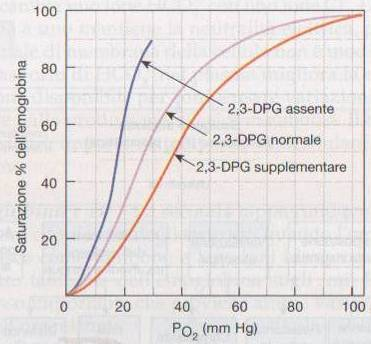 100
80
60
40
20
0
20
40
60
80
100
Saturazione % dell'emoglobina
2,3-DPG assente
2,3-DPG normale
2,3-DPG supplementare
PO₂ (mm Hg)